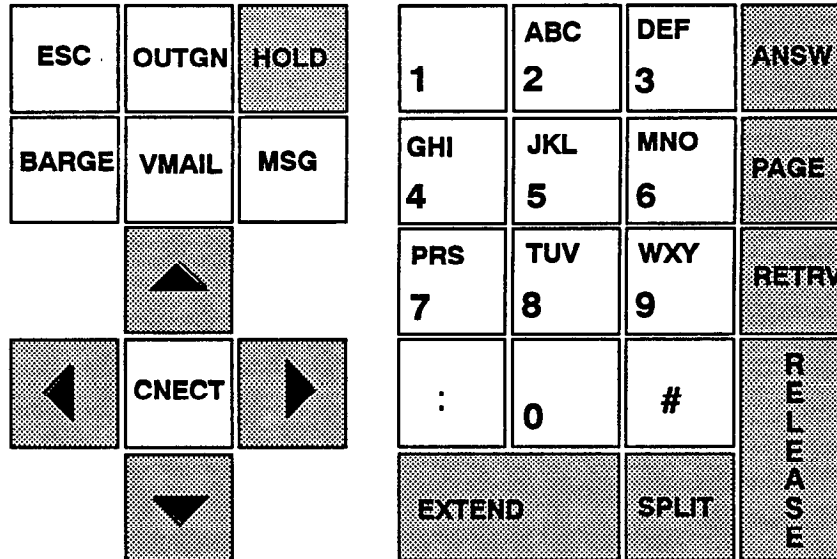 ESC OUTGN HOLD
BARGE VMAIL MSG
CNECT
1 ABC 2 DEF 3 ANSW
GHI 4 JKL 5 MNO 6 PAGE
PRS 7 TUV 8 WXY 9 RETRV
: 0 #
EXTEND SPLIT RELEASE